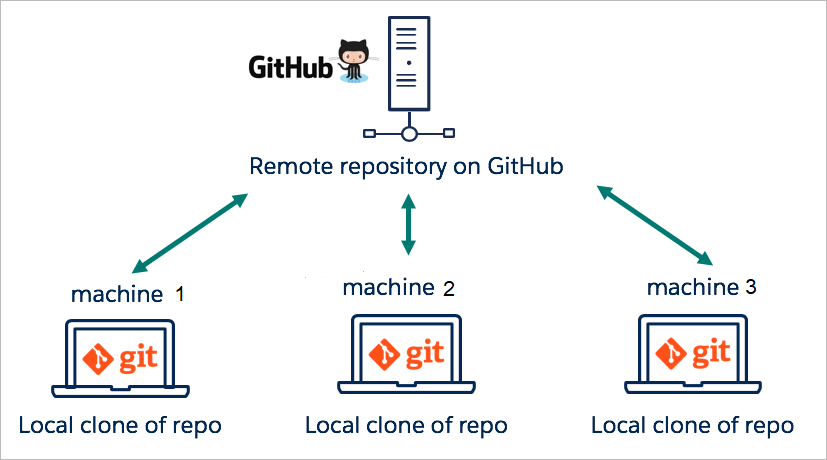 GitHub
Remote repository on GitHub
machine 1
machine 2
machine 3
git
git
git
Local clone of repo
Local clone of repo
Local clone of repo